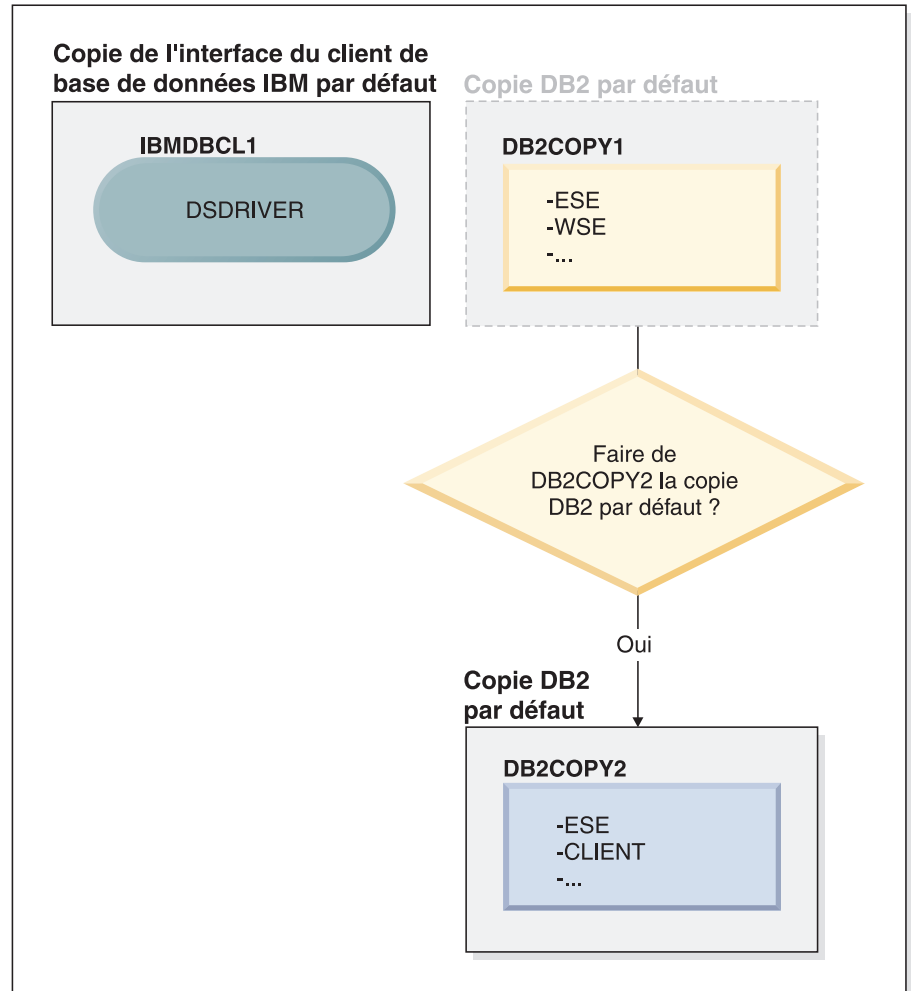 Copie de l'interface du client de
base de données IBM par défaut
IBMDBCL1
DSDRIVER
Copie DB2 par défaut
DB2COPY1
-ESE
-WSE
-...
Faire de
DB2COPY2 la copie
DB2 par défaut ?
Oui
Copie DB2
par défaut
DB2COPY2
-ESE
-CLIENT
-...